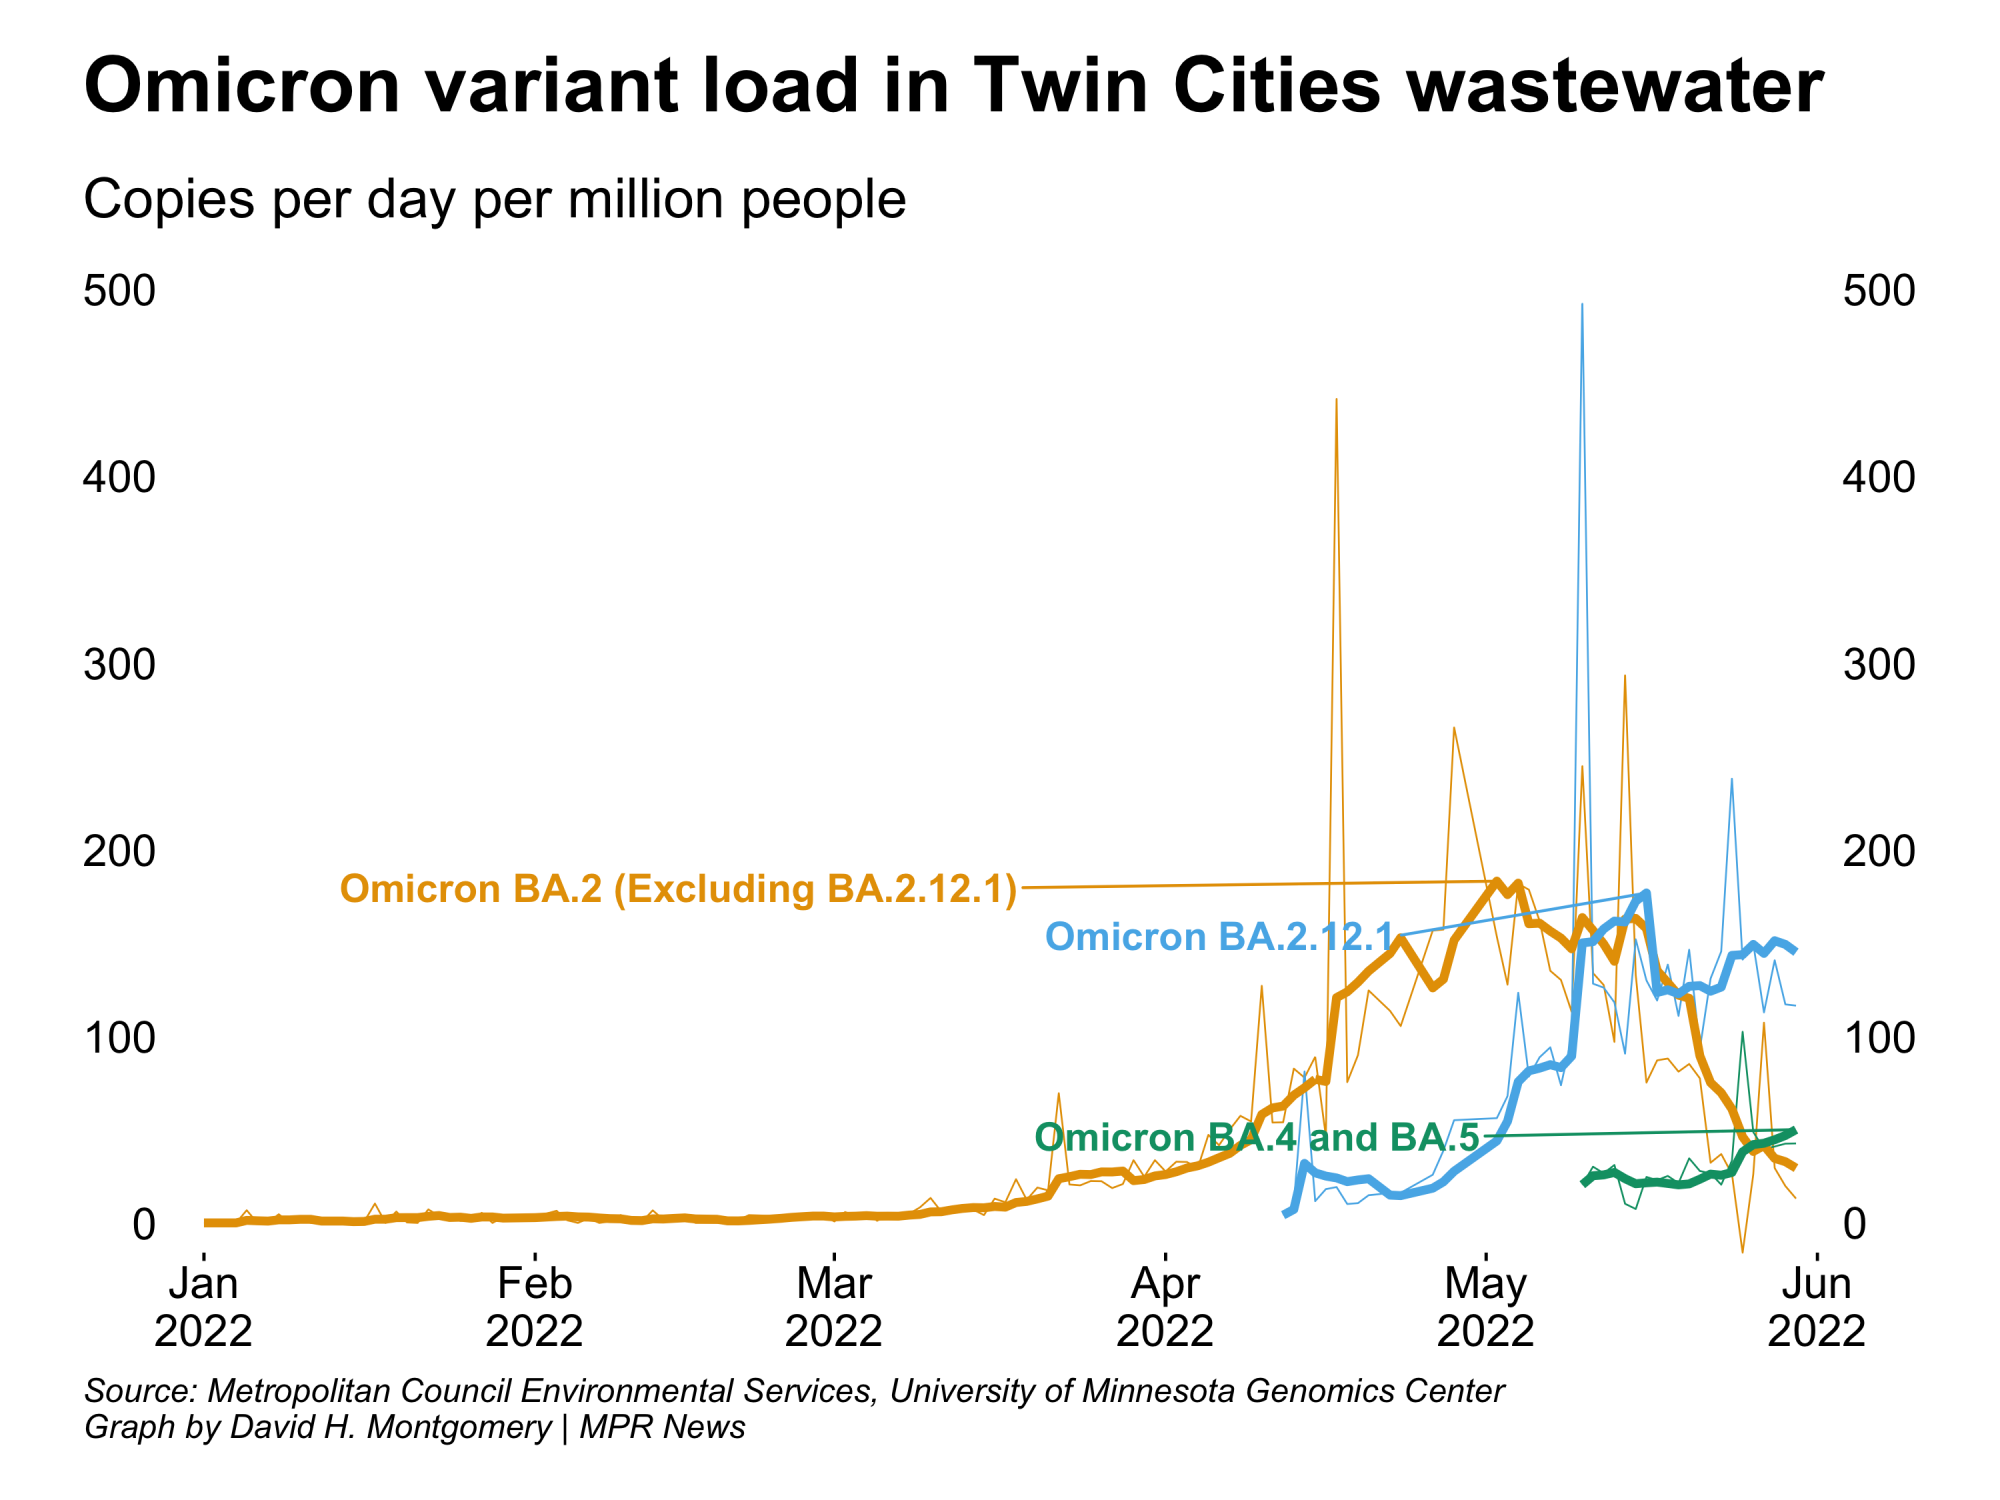 Omicron variant load in Twin Cities wastewater
Copies per day per million people
500 500
400 400
300 300
200 200
Omicron BA.2 (Excluding BA.2.12.1)
Omicron BA.2.12.1
100 100
Omicron BA.4 and BA.5
0 0
Jan Feb Mar Apr May Jun
2022 2022 2022 2022 2022 2022
Source: Metropolitan Council Environmental Services, University of Minnesota Genomics Center
Graph by David H. Montgomery | MPR News